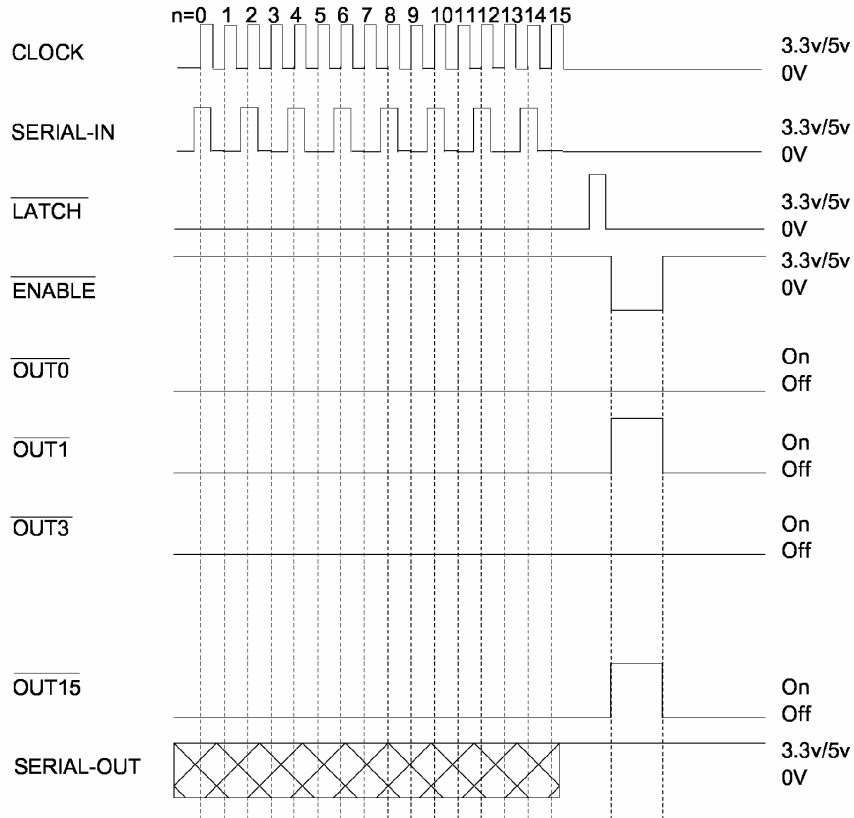 n=0 1 2 3 4 5 6 7 8 9 10 11 12 13 14 15
CLOCK
3.3v/5v
0V
SERIAL-IN
3.3v/5v
0V
LATCH
3.3v/5v
0V
ENABLE
3.3v/5v
0V
OUT0
On
Off
OUT1
On
Off
OUT3
On
Off
OUT15
On
Off
SERIAL-OUT
3.3v/5v
0V